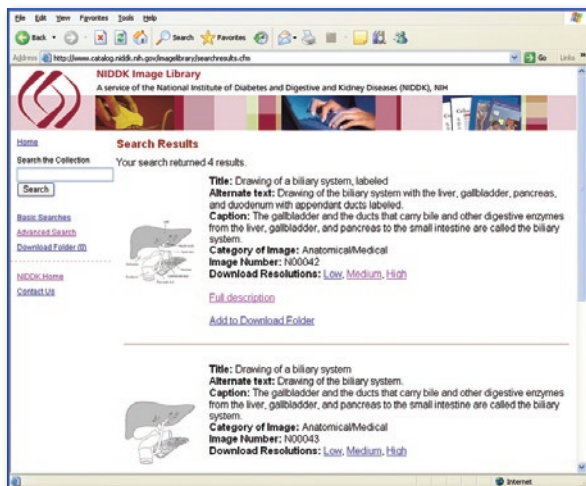 File Edit View Favorites Tools Help
Back Search Favorites
Address http://www.catalog.niddk.nih.gov/imagelibrary/searchresults.cfm Go Links
NIDDK Image Library
A service of the National Institute of Diabetes and Digestive and Kidney Diseases (NIDDK), NIH
Home
Search the Collection
Search
Basic Searches
Advanced Search
Download Folder (0)
NIDDK Home
Contact Us
Search Results
Your search returned 4 results.
Title: Drawing of a biliary system, labeled
Alternate text: Drawing of the biliary system with the liver, gallbladder, pancreas,
and duodenum with appendant ducts labeled.
Caption: The gallbladder and the ducts that carry bile and other digestive enzymes
from the liver, gallbladder, and pancreas to the small intestine are called the biliary
system.
Category of Image: Anatomical/Medical
Image Number: N00042
Download Resolutions: Low, Medium, High
Full description
Add to Download Folder
Title: Drawing of a biliary system
Alternate text: Drawing of the biliary system.
Caption: The gallbladder and the ducts that carry bile and other digestive enzymes
from the liver, gallbladder, and pancreas to the small intestine are called the biliary
system.
Category of Image: Anatomical/Medical
Image Number: N00043
Download Resolutions: Low, Medium, High
Internet